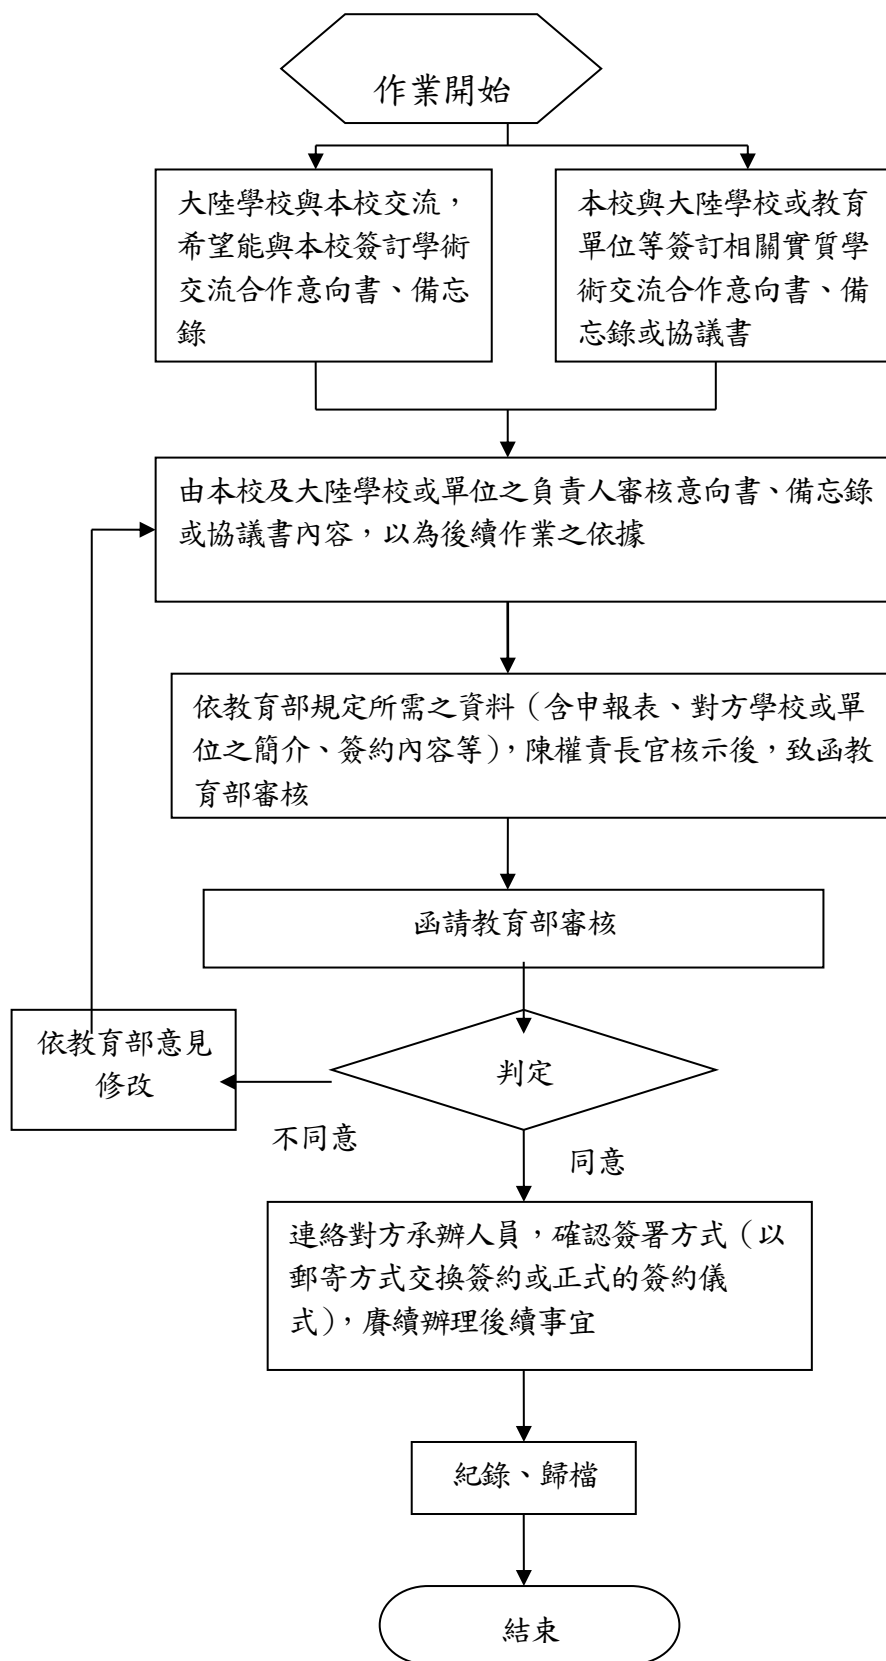 作業開始
大陸學校與本校交流，
希望能與本校簽訂學術
交流合作意向書、備忘
錄
本校與大陸學校或教育
單位等簽訂相關實質學
術交流合作意向書、備
忘錄或協議書
由本校及大陸學校或單位之負責人審核意向書、備忘錄
或協議書內容，以為後續作業之依據
依教育部規定所需之資料（含申報表、對方學校或單
位之簡介、簽約內容等），陳權責長官核示後，致函教
育部審核
函請教育部審核
依教育部意見
修改
判定
不同意
同意
連絡對方承辦人員，確認簽署方式（以
郵寄方式交換簽約或正式的簽約儀
式），賡續辦理後續事宜
紀錄、歸檔
結束